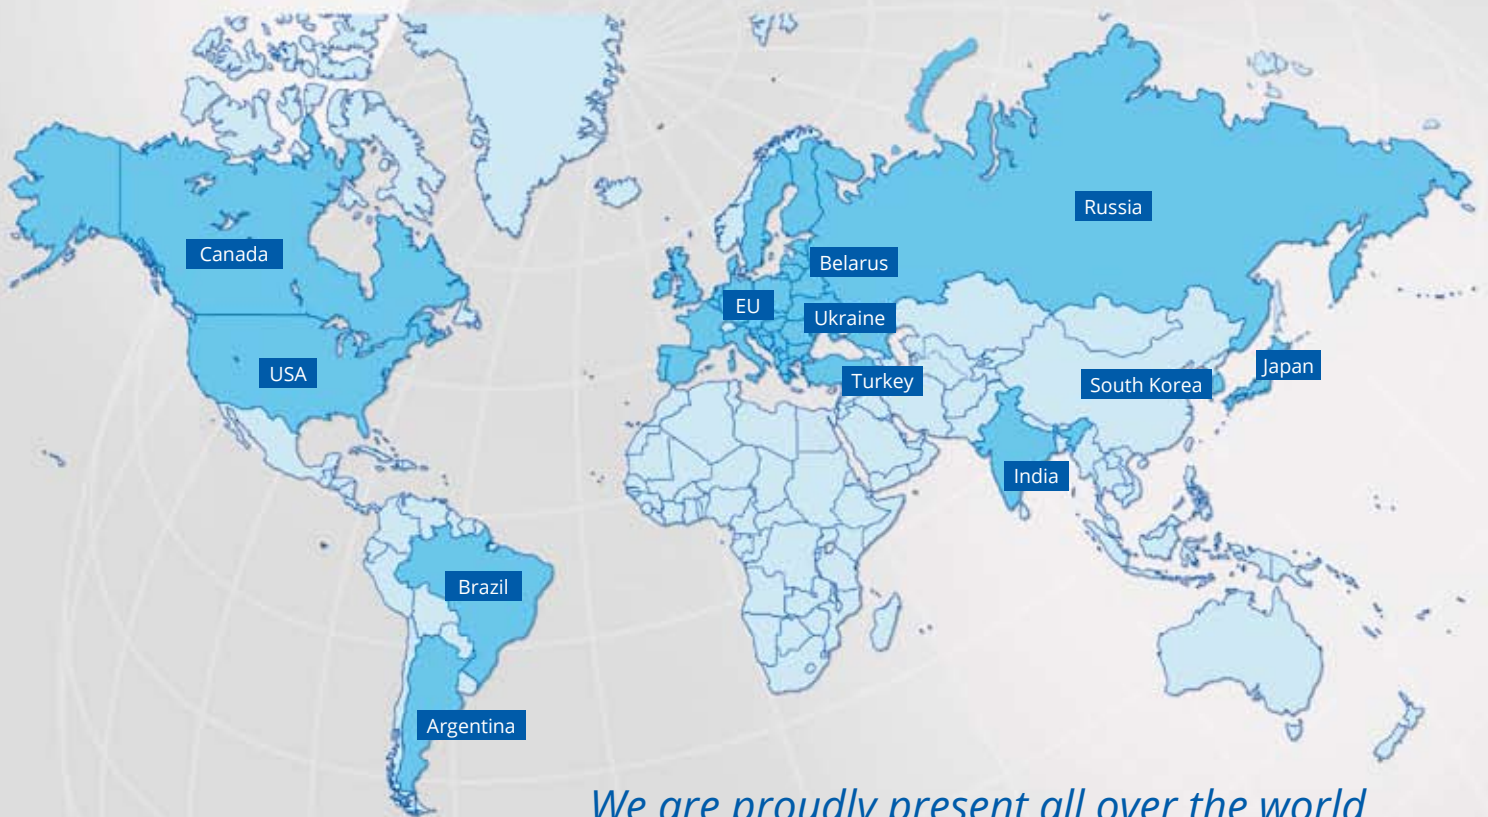 Russia
Canada
Belarus
EU
Ukraine
USA
Japan
Turkey
South Korea
India
Brazil
Argentina
We are proudly present all over the world